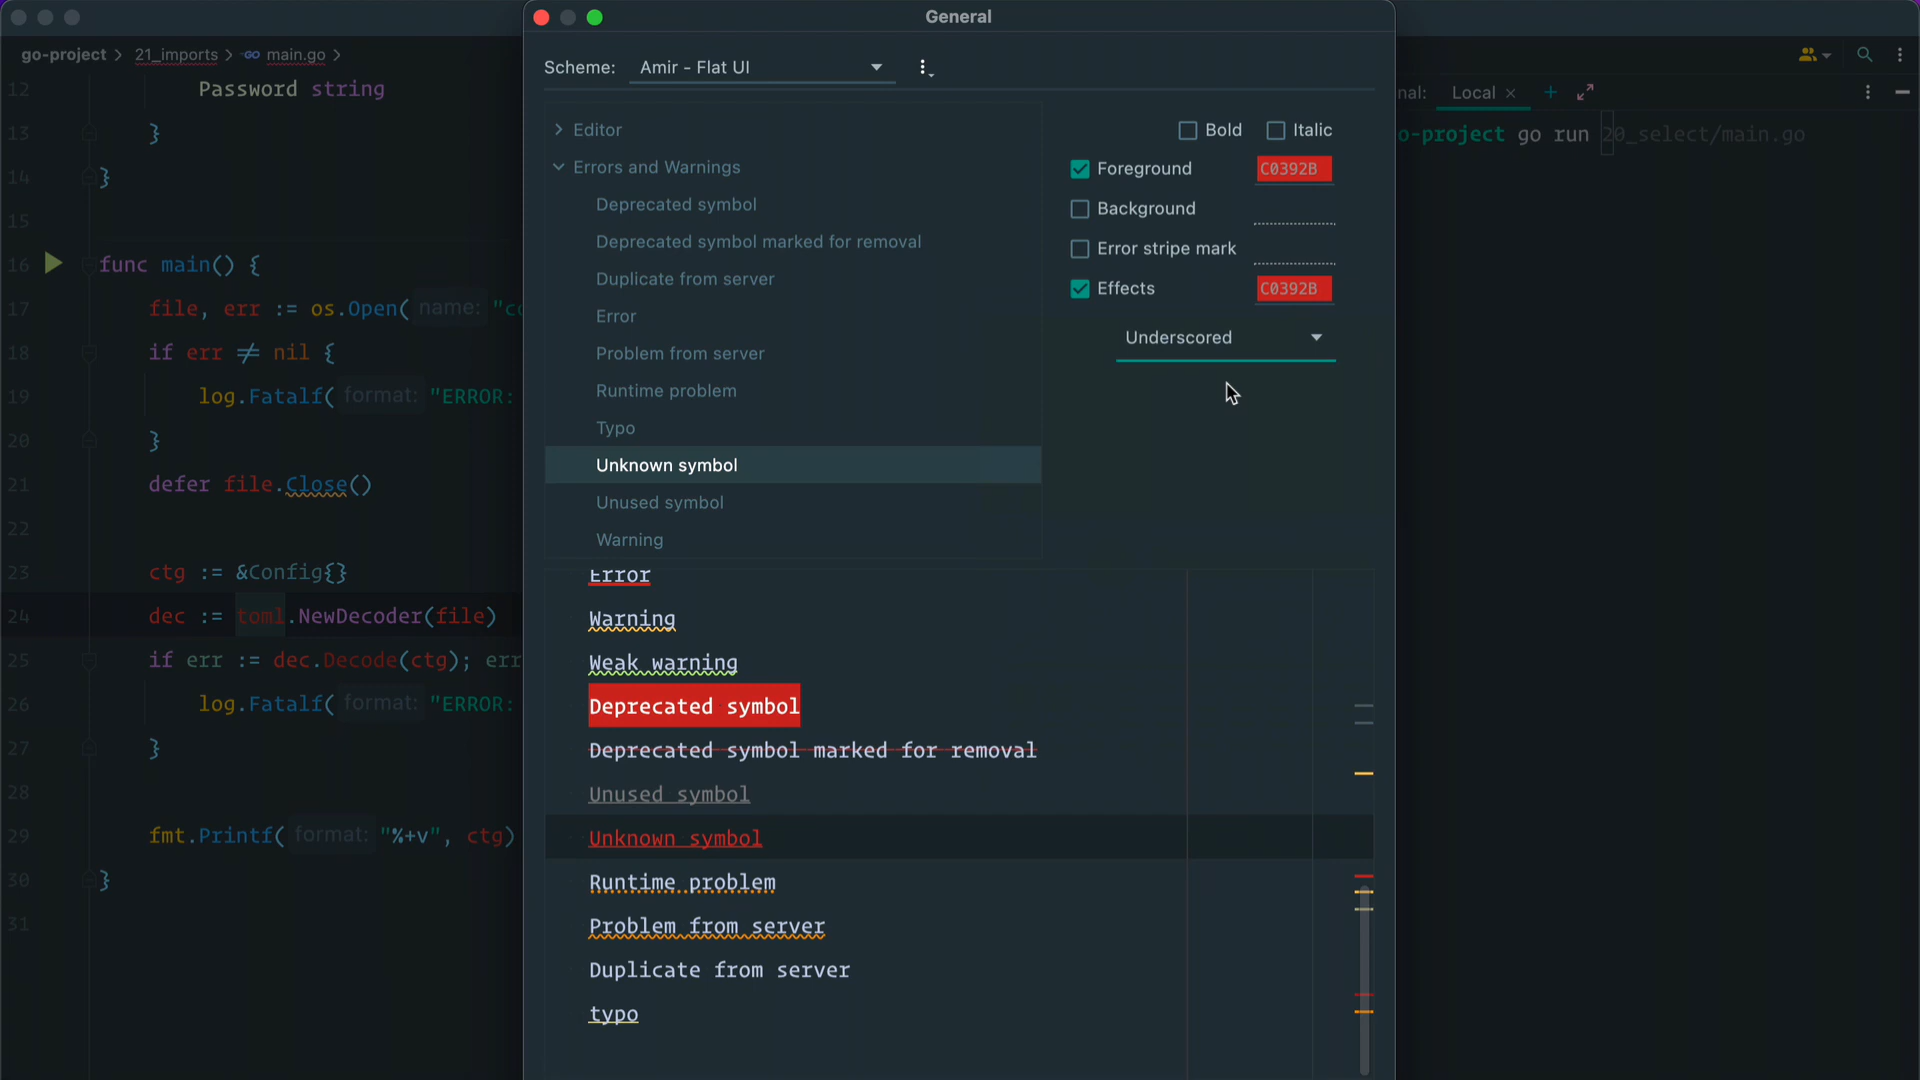 General
go-project > 21_imports > GO main.go >
Scheme: Amir - Flat UI
nal: Local × +
o-project go run 20_select/main.go
12 Password string
13 }
14 }
15
16 func main() {
17 file, err := os.Open( name: "co
18 if err ≠ nil {
19 log.Fatalf( format: "ERROR:
20 }
21 defer file.Close()
22
23 ctg := &Config{}
24 dec := toml.NewDecoder(file)
25 if err := dec.Decode(ctg); err
26 log.Fatalf( format: "ERROR:
27 }
28
29 fmt.Printf( format: "%+v", ctg)
30 }
31
Editor
Errors and Warnings
Deprecated symbol
Deprecated symbol marked for removal
Duplicate from server
Error
Problem from server
Runtime problem
Typo
Unknown symbol
Unused symbol
Warning
Bold Italic
Foreground C0392B
Background
Error stripe mark
Effects C0392B
Underscored
Error
Warning
Weak warning
Deprecated symbol
Deprecated symbol marked for removal
Unused symbol
Unknown symbol
Runtime problem
Problem from server
Duplicate from server
typo